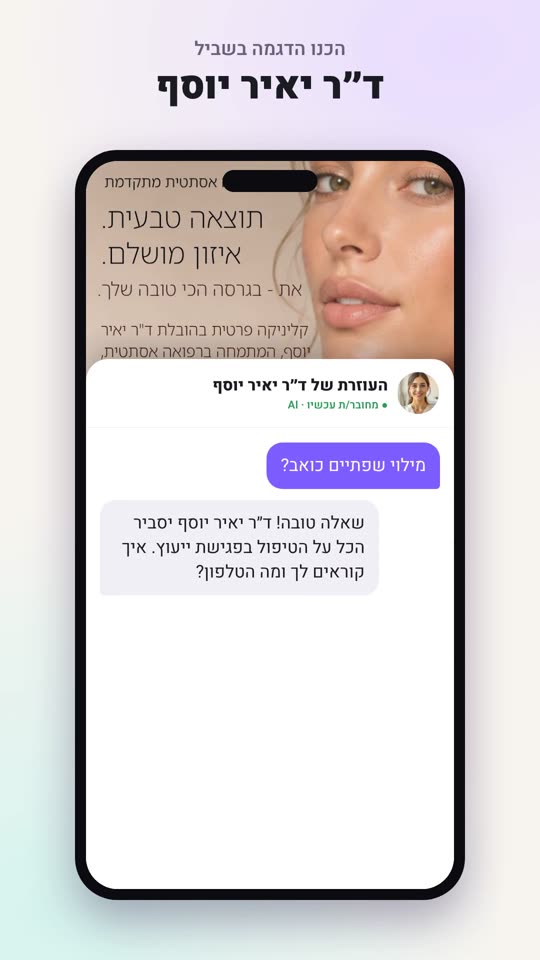 הכנו הדגמה בשביל
ד״ר יאיר יוסף
אסתטית מתקדמת
תוצאה טבעית.
איזון מושלם.
את - בגרסה הכי טובה שלך.
קליניקה פרטית בהובלת ד"ר יאיר
יוסף, המתמחה ברפואה אסתטית,
העוזרת של ד״ר יאיר יוסף
● מחובר/ת עכשיו · AI
מילוי שפתיים כואב?
שאלה טובה! ד״ר יאיר יוסף יסביר
הכל על הטיפול בפגישת ייעוץ. איך
קוראים לך ומה הטלפון?